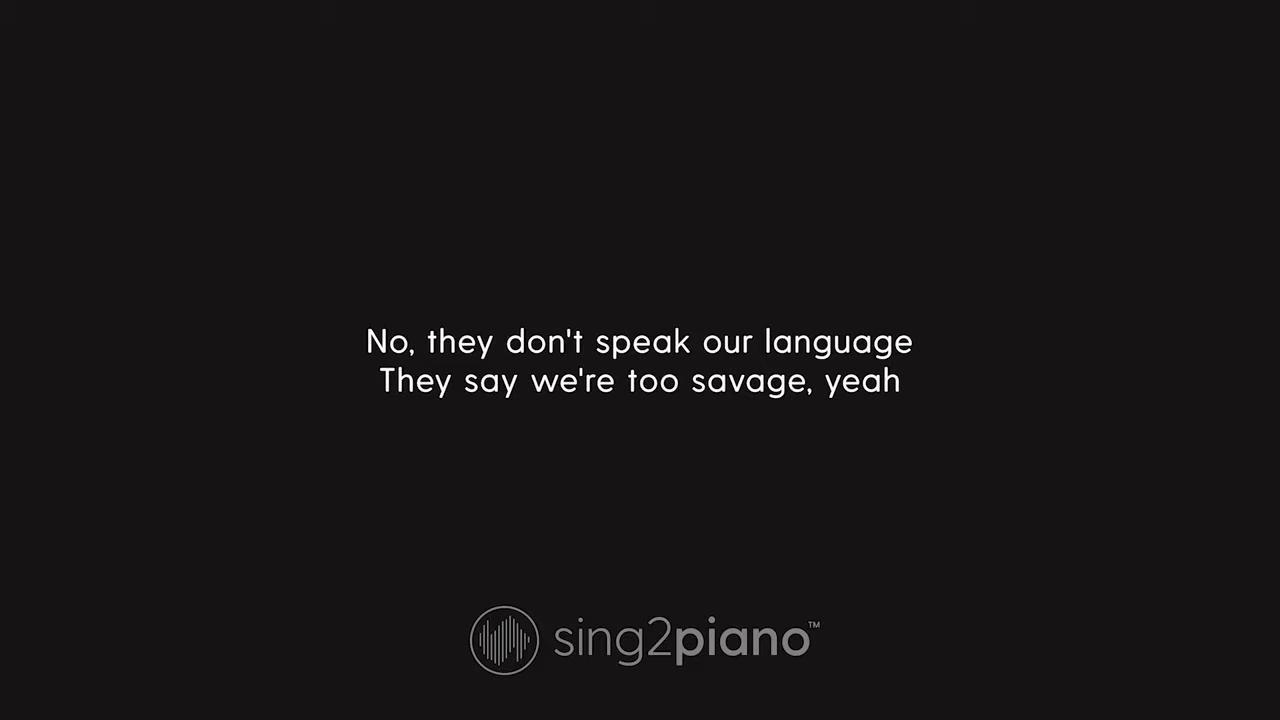 No, they don't speak our language
They say we're too savage, yeah
sing2piano™